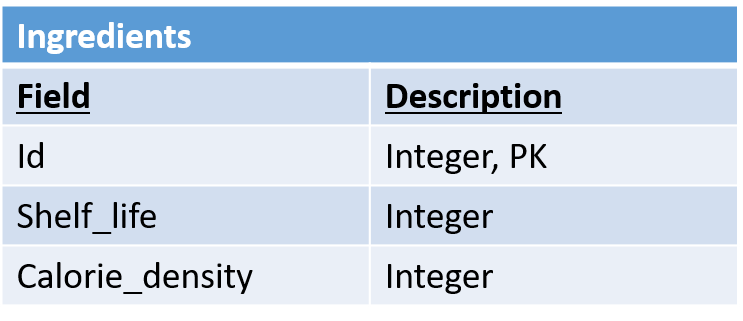 Ingredients
Field Description
Id Integer, PK
Shelf_life Integer
Calorie_density Integer